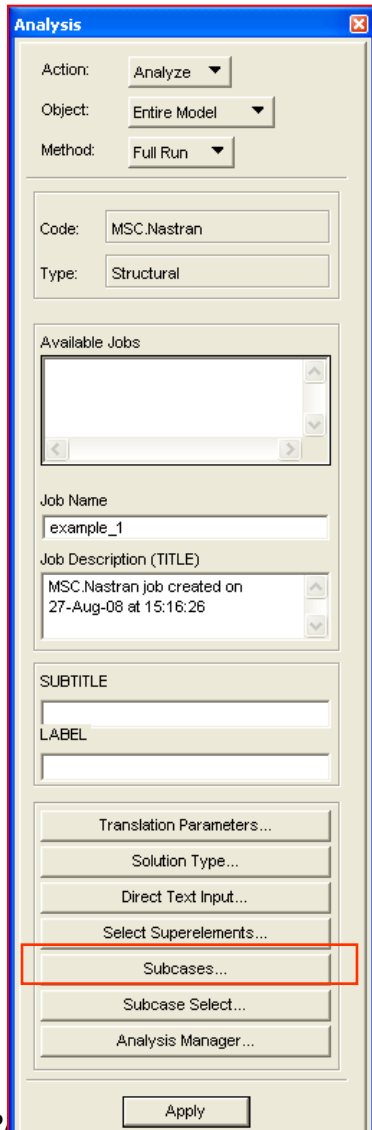 Analysis
Action: Analyze
Object: Entire Model
Method: Full Run
Code: MSC.Nastran
Type: Structural
Available Jobs
Job Name
example_1
Job Description (TITLE)
MSC.Nastran job created on
27-Aug-08 at 15:16:26
SUBTITLE
LABEL
Translation Parameters...
Solution Type...
Direct Text Input...
Select Superelements...
Subcases...
Subcase Select...
Analysis Manager...
Apply